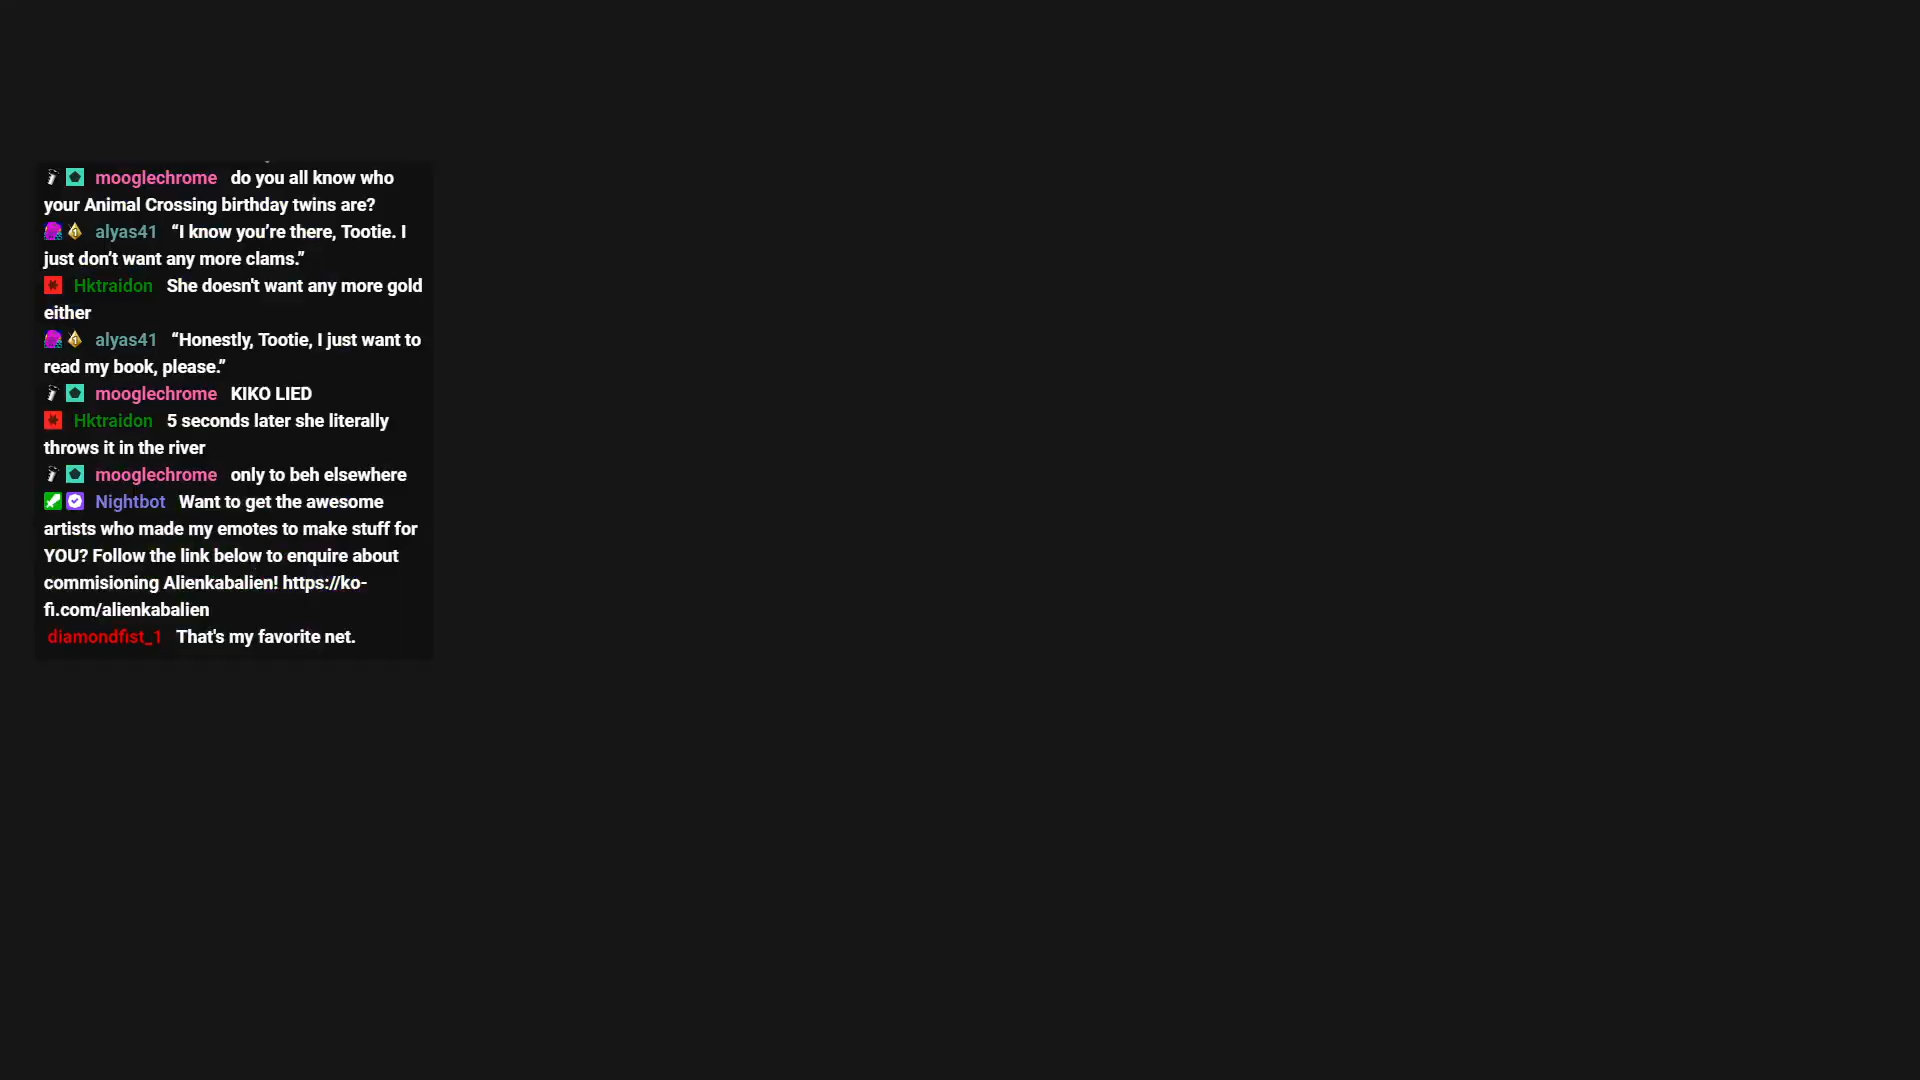 mooglechrome do you all know who
your Animal Crossing birthday twins are?
alyas41 “I know you’re there, Tootie. I
just don’t want any more clams.”
Hktraidon She doesn't want any more gold
either
alyas41 “Honestly, Tootie, I just want to
read my book, please.”
mooglechrome KIKO LIED
Hktraidon 5 seconds later she literally
throws it in the river
mooglechrome only to beh elsewhere
Nightbot Want to get the awesome
artists who made my emotes to make stuff for
YOU? Follow the link below to enquire about
commisioning Alienkabalien! https://ko-
fi.com/alienkabalien
diamondfist_1 That's my favorite net.